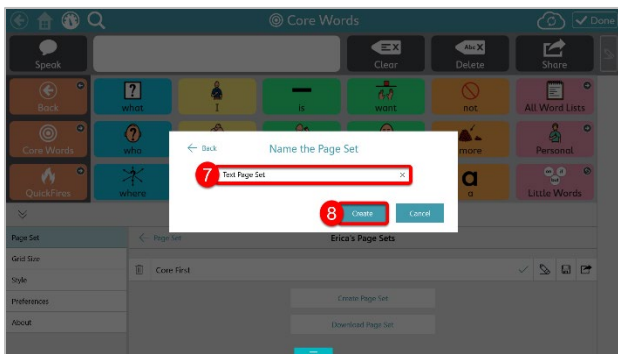 Core Words
Done
Speak
Clear
Abc
Delete
Share
Back
what
I
is
want
not
All Word Lists
Core Words
who
more
Personal
← Back
Name the Page Set
7
Text Page Set
QuickFires
where
a
a
Little Words
8
Create
Cancel
Page Set
← Page Set
Erica's Page Sets
Grid Size
Core First
Style
Preferences
Create Page Set
About
Download Page Set